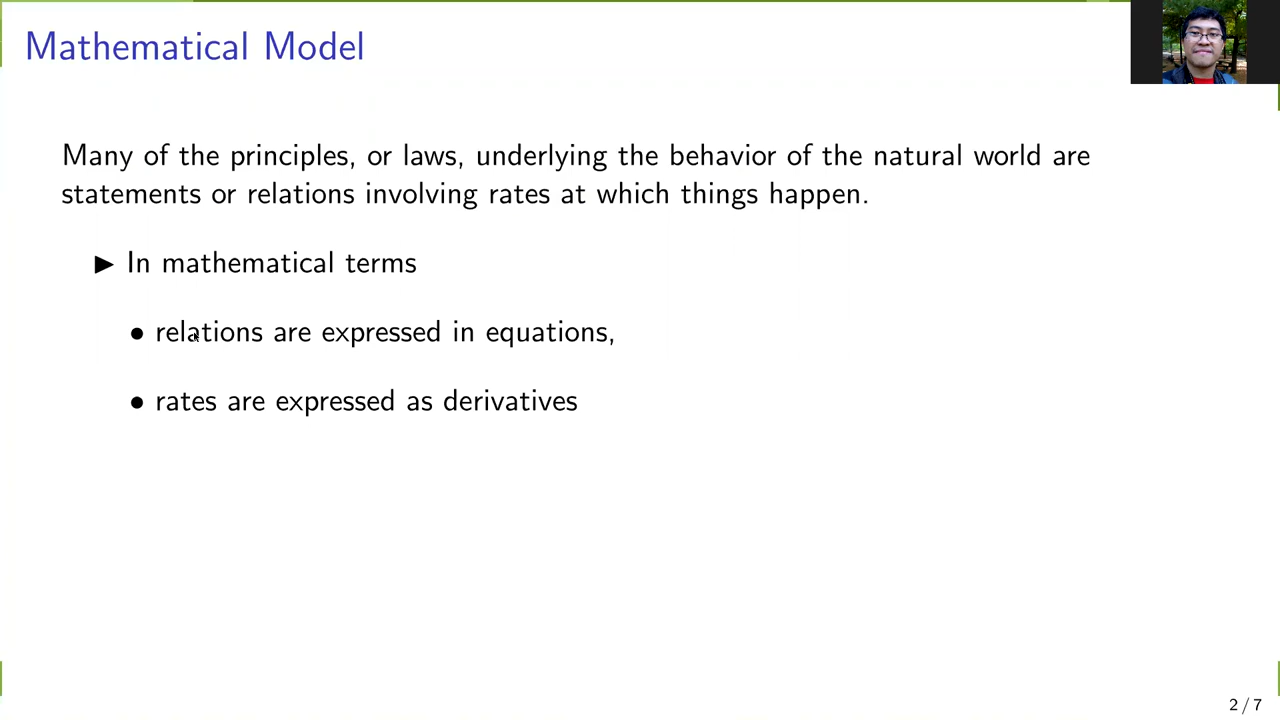 Mathematical Model
Many of the principles, or laws, underlying the behavior of the natural world are
statements or relations involving rates at which things happen.
▶ In mathematical terms
• relations are expressed in equations,
• rates are expressed as derivatives
2 / 7